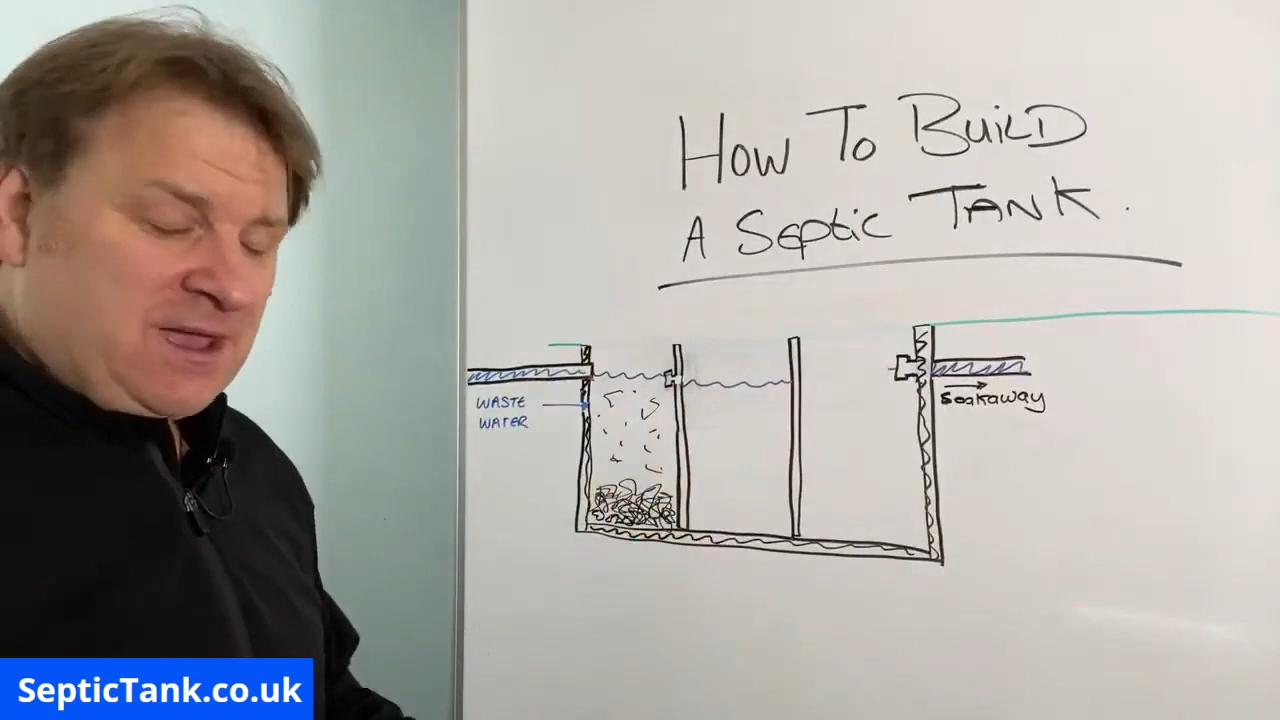 How To BuilD
A Septic TANK.
WASTE
WATER
Soakaway
SepticTank.co.uk